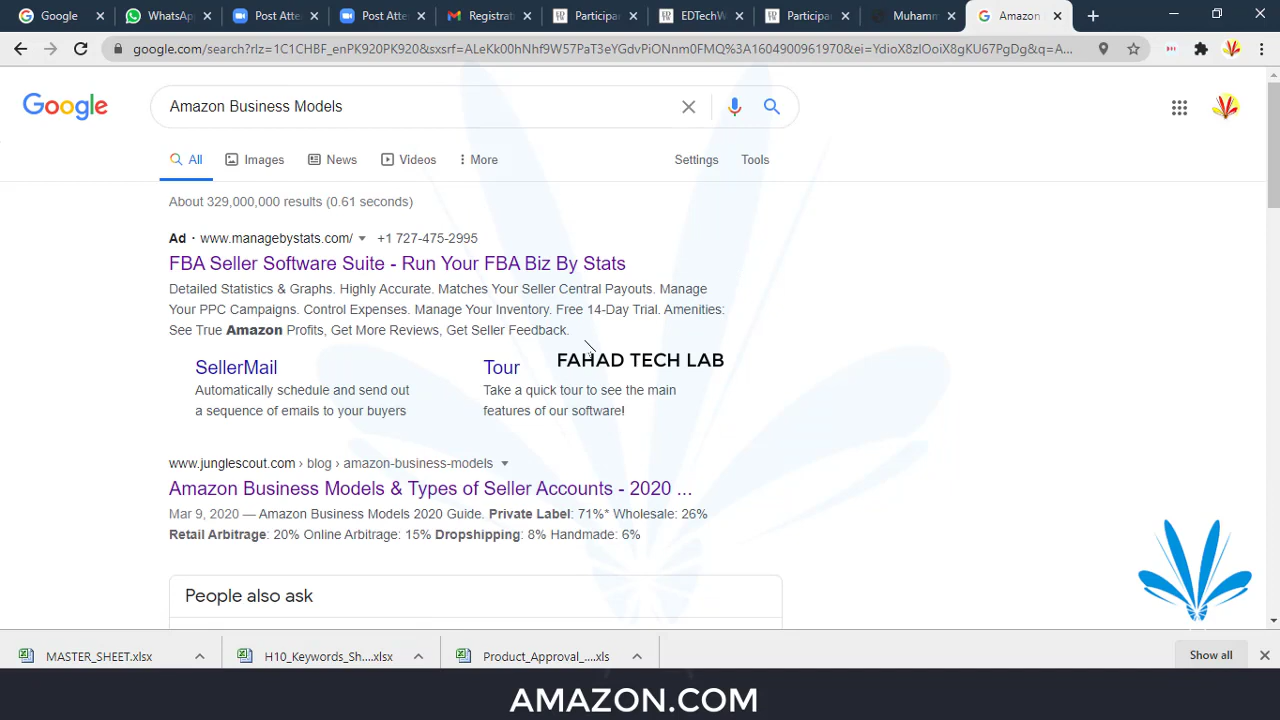 Google
WhatsApp
Post Atte
Post Atte
Registrati
Participan
EDTechW
Participan
Muhamm
Amazon
google.com/search?rlz=1C1CHBF_enPK920PK920&sxsrf=ALeKk00hNhf9W57PaT3eYGdvPiONnm0FMQ%3A1604900961970&ei=YdioX8zlOoiX8gKU67PgDg&q=A...
Google
Amazon Business Models
All
Images
News
Videos
More
Settings
Tools
About 329,000,000 results (0.61 seconds)
Ad · www.managebystats.com/ +1 727-475-2995
FBA Seller Software Suite - Run Your FBA Biz By Stats
Detailed Statistics & Graphs. Highly Accurate. Matches Your Seller Central Payouts. Manage
Your PPC Campaigns. Control Expenses. Manage Your Inventory. Free 14-Day Trial. Amenities:
See True Amazon Profits, Get More Reviews, Get Seller Feedback.
FAHAD TECH LAB
SellerMail
Automatically schedule and send out
a sequence of emails to your buyers
Tour
Take a quick tour to see the main
features of our software!
www.junglescout.com › blog › amazon-business-models
Amazon Business Models & Types of Seller Accounts - 2020 ...
Mar 9, 2020 — Amazon Business Models 2020 Guide. Private Label: 71%* Wholesale: 26%
Retail Arbitrage: 20% Online Arbitrage: 15% Dropshipping: 8% Handmade: 6%
People also ask
MASTER_SHEET.xlsx
H10_Keywords_Sh....xlsx
Product_Approval_....xls
Show all
AMAZON.COM